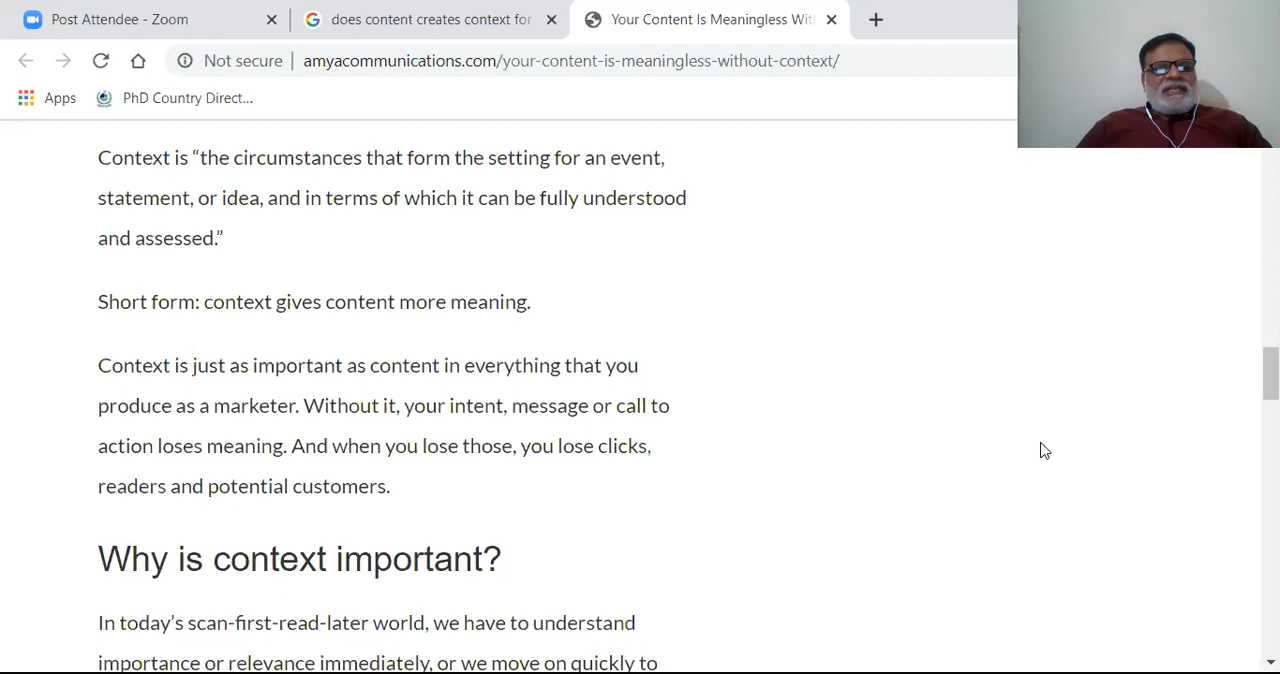 Post Attendee - Zoom
does content creates context for
Your Content Is Meaningless Wit
Not secure | amyacommunications.com/your-content-is-meaningless-without-context/
Apps
PhD Country Direct...
Context is “the circumstances that form the setting for an event,
statement, or idea, and in terms of which it can be fully understood
and assessed.”
Short form: context gives content more meaning.
Context is just as important as content in everything that you
produce as a marketer. Without it, your intent, message or call to
action loses meaning. And when you lose those, you lose clicks,
readers and potential customers.
Why is context important?
In today’s scan-first-read-later world, we have to understand
importance or relevance immediately, or we move on quickly to